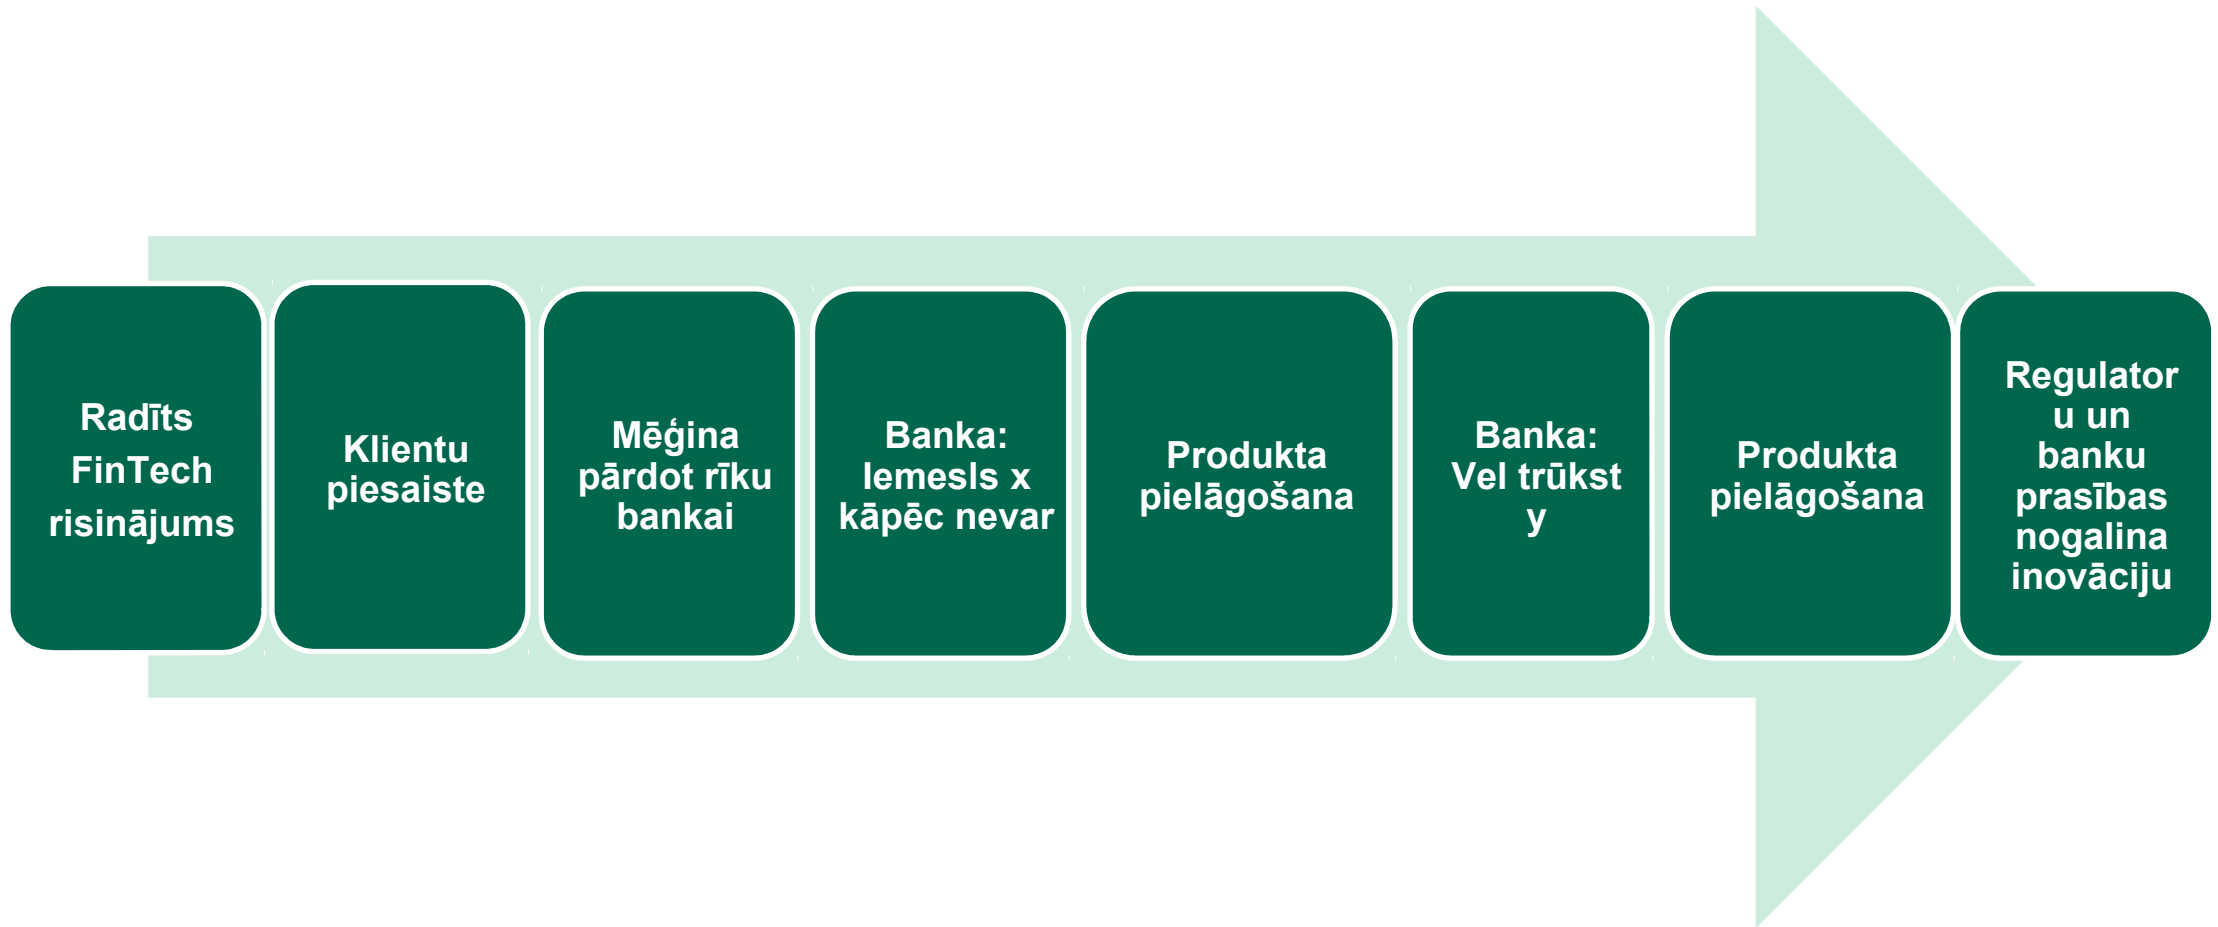 Radīts
FinTech
risinājums
Klientu
piesaiste
Mēģina
pārdot rīku
bankai
Banka:
Iemesls x
kāpēc nevar
Produkta
pielāgošana
Banka:
Vel trūkst
y
Produkta
pielāgošana
Regulator
u un
banku
prasības
nogalina
inovāciju